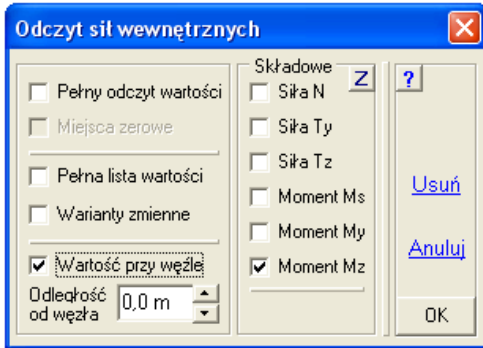 Odczyt sił wewnętrznych
Pełny odczyt wartości
Miejsca zerowe
Pełna lista wartości
Warianty zmienne
Wartość przy węźle
Odległość
od węzła
0,0 m
Składowe
Z
Siła N
Siła Ty
Siła Tz
Moment Ms
Moment My
Moment Mz
?
Usuń
Anuluj
OK